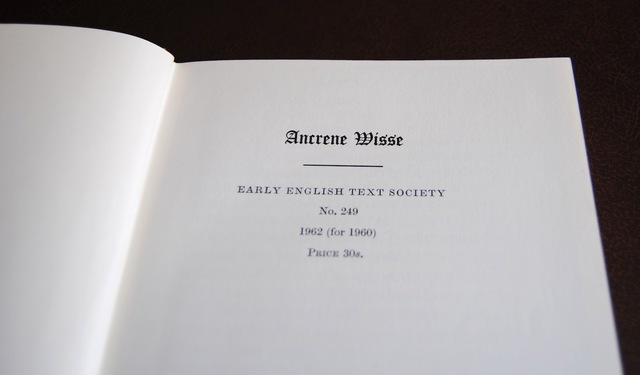 Ancrene Wisse
EARLY ENGLISH TEXT SOCIETY
No. 249
1962 (for 1960)
PRICE 30s.